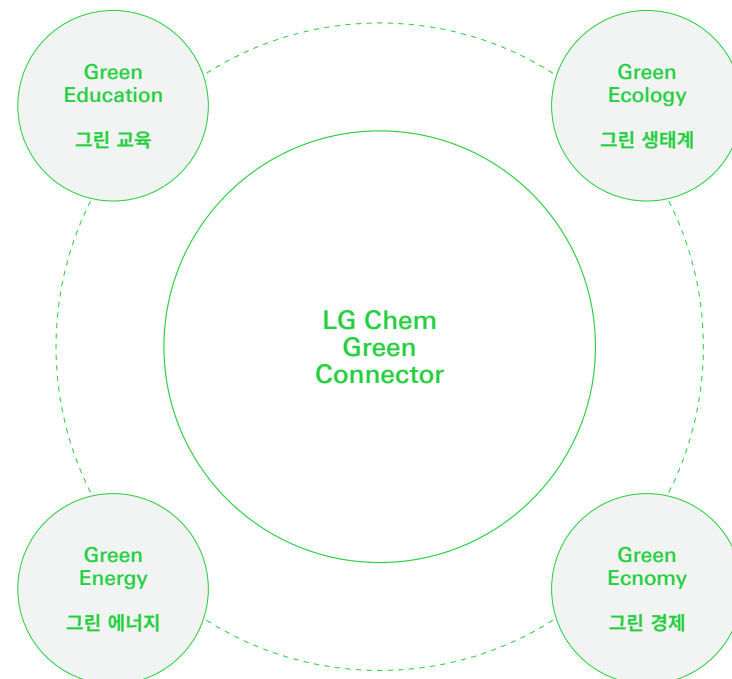 Green
Education
그린 교육
Green
Ecology
그린 생태계
LG Chem
Green
Connector
Green
Energy
그린 에너지
Green
Ecnomy
그린 경제